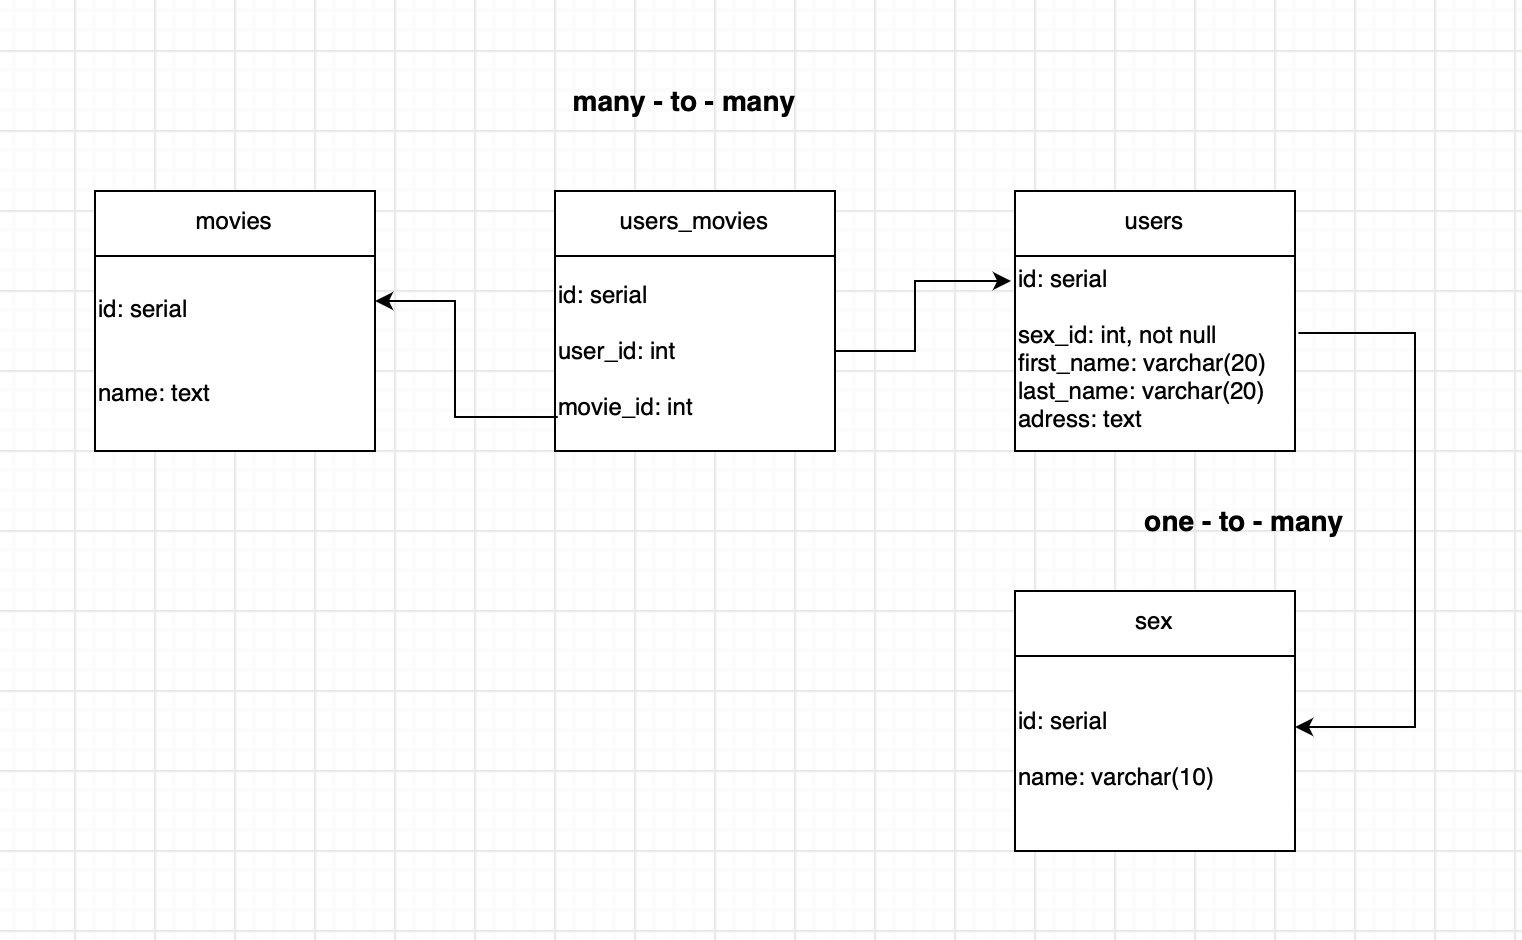 many - to - many
movies
id: serial
name: text
users_movies
id: serial
user_id: int
movie_id: int
users
id: serial
sex_id: int, not null
first_name: varchar(20)
last_name: varchar(20)
adress: text
one - to - many
sex
id: serial
name: varchar(10)